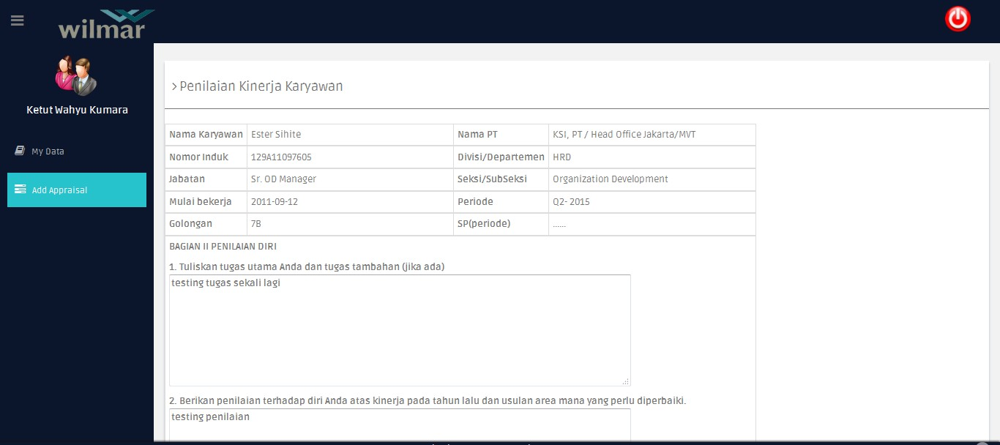 wilmar
Ketut Wahyu Kumara
My Data
Add Appraisal
> Penilaian Kinerja Karyawan
Nama Karyawan Ester Sihite Nama PT KSI, PT / Head Office Jakarta/MVT
Nomor Induk 129A11097605 Divisi/Departemen HRD
Jabatan Sr. OD Manager Seksi/SubSeksi Organization Development
Mulai bekerja 2011-09-12 Periode Q2- 2015
Golongan 7B SP(periode) ......
BAGIAN II PENILAIAN DIRI
1. Tuliskan tugas utama Anda dan tugas tambahan (jika ada)
testing tugas sekali lagi
2. Berikan penilaian terhadap diri Anda atas kinerja pada tahun lalu dan usulan area mana yang perlu diperbaiki.
testing penilaian